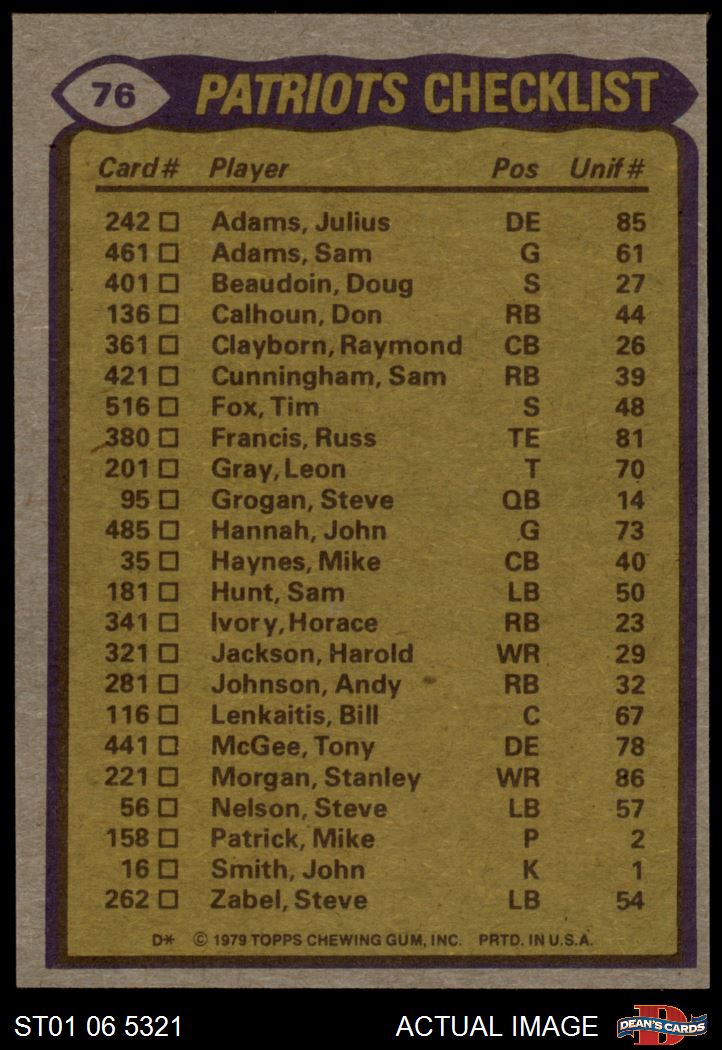 76 PATRIOTS CHECKLIST
Card # Player Pos Unif #
242 Adams, Julius DE 85
461 Adams, Sam G 61
401 Beaudoin, Doug S 27
136 Calhoun, Don RB 44
361 Clayborn, Raymond CB 26
421 Cunningham, Sam RB 39
516 Fox, Tim S 48
380 Francis, Russ TE 81
201 Gray, Leon T 70
95 Grogan, Steve QB 14
485 Hannah, John G 73
35 Haynes, Mike CB 40
181 Hunt, Sam LB 50
341 Ivory, Horace RB 23
321 Jackson, Harold WR 29
281 Johnson, Andy RB 32
116 Lenkaitis, Bill C 67
441 McGee, Tony DE 78
221 Morgan, Stanley WR 86
56 Nelson, Steve LB 57
158 Patrick, Mike P 2
16 Smith, John K 1
262 Zabel, Steve LB 54
D* © 1979 TOPPS CHEWING GUM, INC. PRTD. IN U.S.A.
ST01 06 5321 ACTUAL IMAGE D DEAN'S CARDS